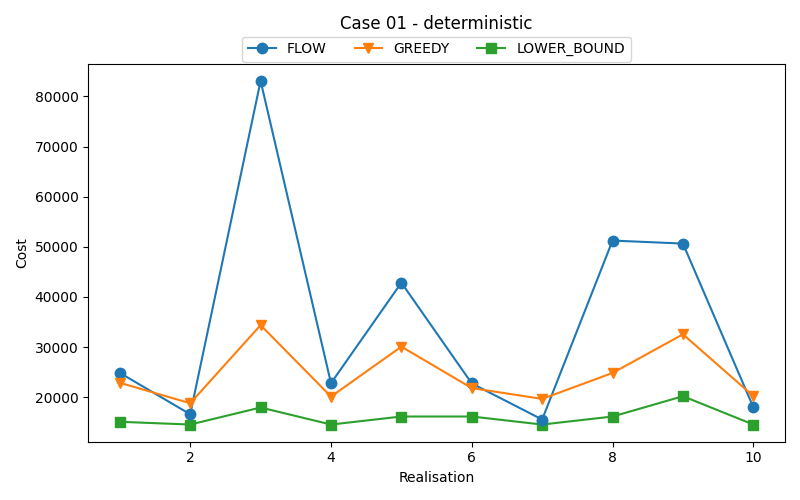 Case 01 - deterministic
FLOW GREEDY LOWER_BOUND
80000
70000
60000
50000
40000
30000
20000
Cost
2 4 6 8 10
Realisation